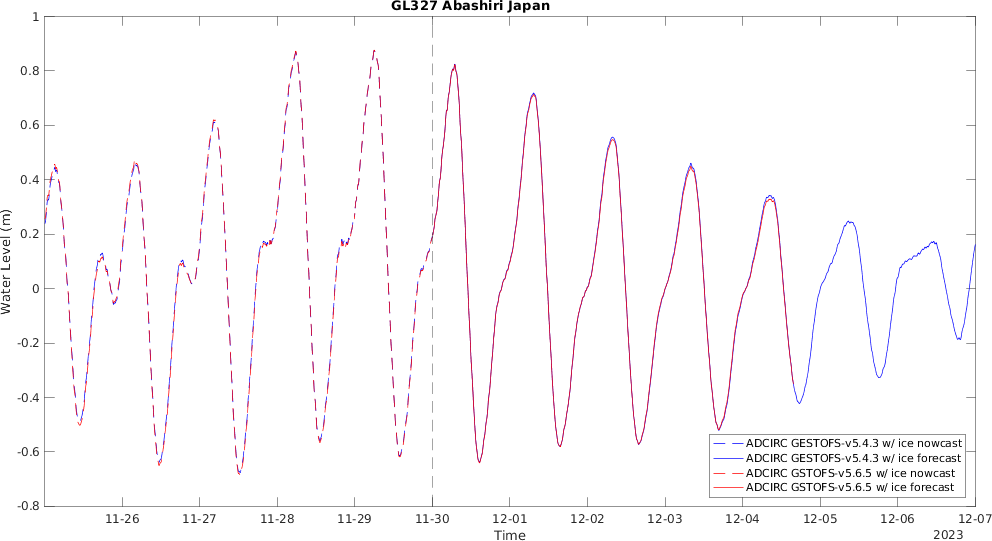 GL327 Abashiri Japan
1
0.8
0.6
0.4
0.2
0
-0.2
-0.4
-0.6
-0.8
Water Level (m)
11-26 11-27 11-28 11-29 11-30 12-01 12-02 12-03 12-04 12-05 12-06 12-07
Time
2023
ADCIRC GESTOFS-v5.4.3 w/ ice nowcast
ADCIRC GESTOFS-v5.4.3 w/ ice forecast
ADCIRC GSTOFS-v5.6.5 w/ ice nowcast
ADCIRC GSTOFS-v5.6.5 w/ ice forecast